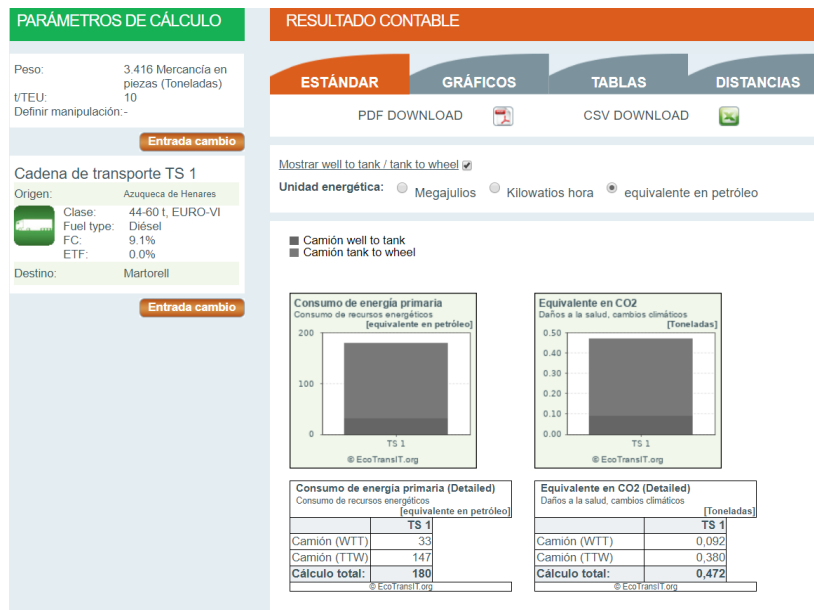 PARÁMETROS DE CÁLCULO
Peso: 3.416 Mercancía en
piezas (Toneladas)
t/TEU: 10
Definir manipulación:-
Entrada cambio
Cadena de transporte TS 1
Origen: Azuqueca de Henares
Clase: 44-60 t, EURO-VI
Fuel type: Diésel
FC: 9.1%
ETF: 0.0%
Destino: Martorell
Entrada cambio
RESULTADO CONTABLE
ESTÁNDAR GRÁFICOS TABLAS DISTANCIAS
PDF DOWNLOAD CSV DOWNLOAD
Mostrar well to tank / tank to wheel
Unidad energética: Megajulios Kilowatios hora equivalente en petróleo
Camión well to tank
Camión tank to wheel
Consumo de energía primaria
Consumo de recursos energéticos
[equivalente en petróleo]
200
100
0
TS 1
© EcoTransIT.org
Equivalente en CO2
Daños a la salud, cambios climáticos
[Toneladas]
0.50
0.40
0.30
0.20
0.10
0.00
TS 1
© EcoTransIT.org
Consumo de energía primaria (Detailed)
Consumo de recursos energéticos
[equivalente en petróleo]
TS 1
Camión (WTT) 33
Camión (TTW) 147
Cálculo total: 180
© EcoTransIT.org
Equivalente en CO2 (Detailed)
Daños a la salud, cambios climáticos
[Toneladas]
TS 1
Camión (WTT) 0,092
Camión (TTW) 0,380
Cálculo total: 0,472
© EcoTransIT.org